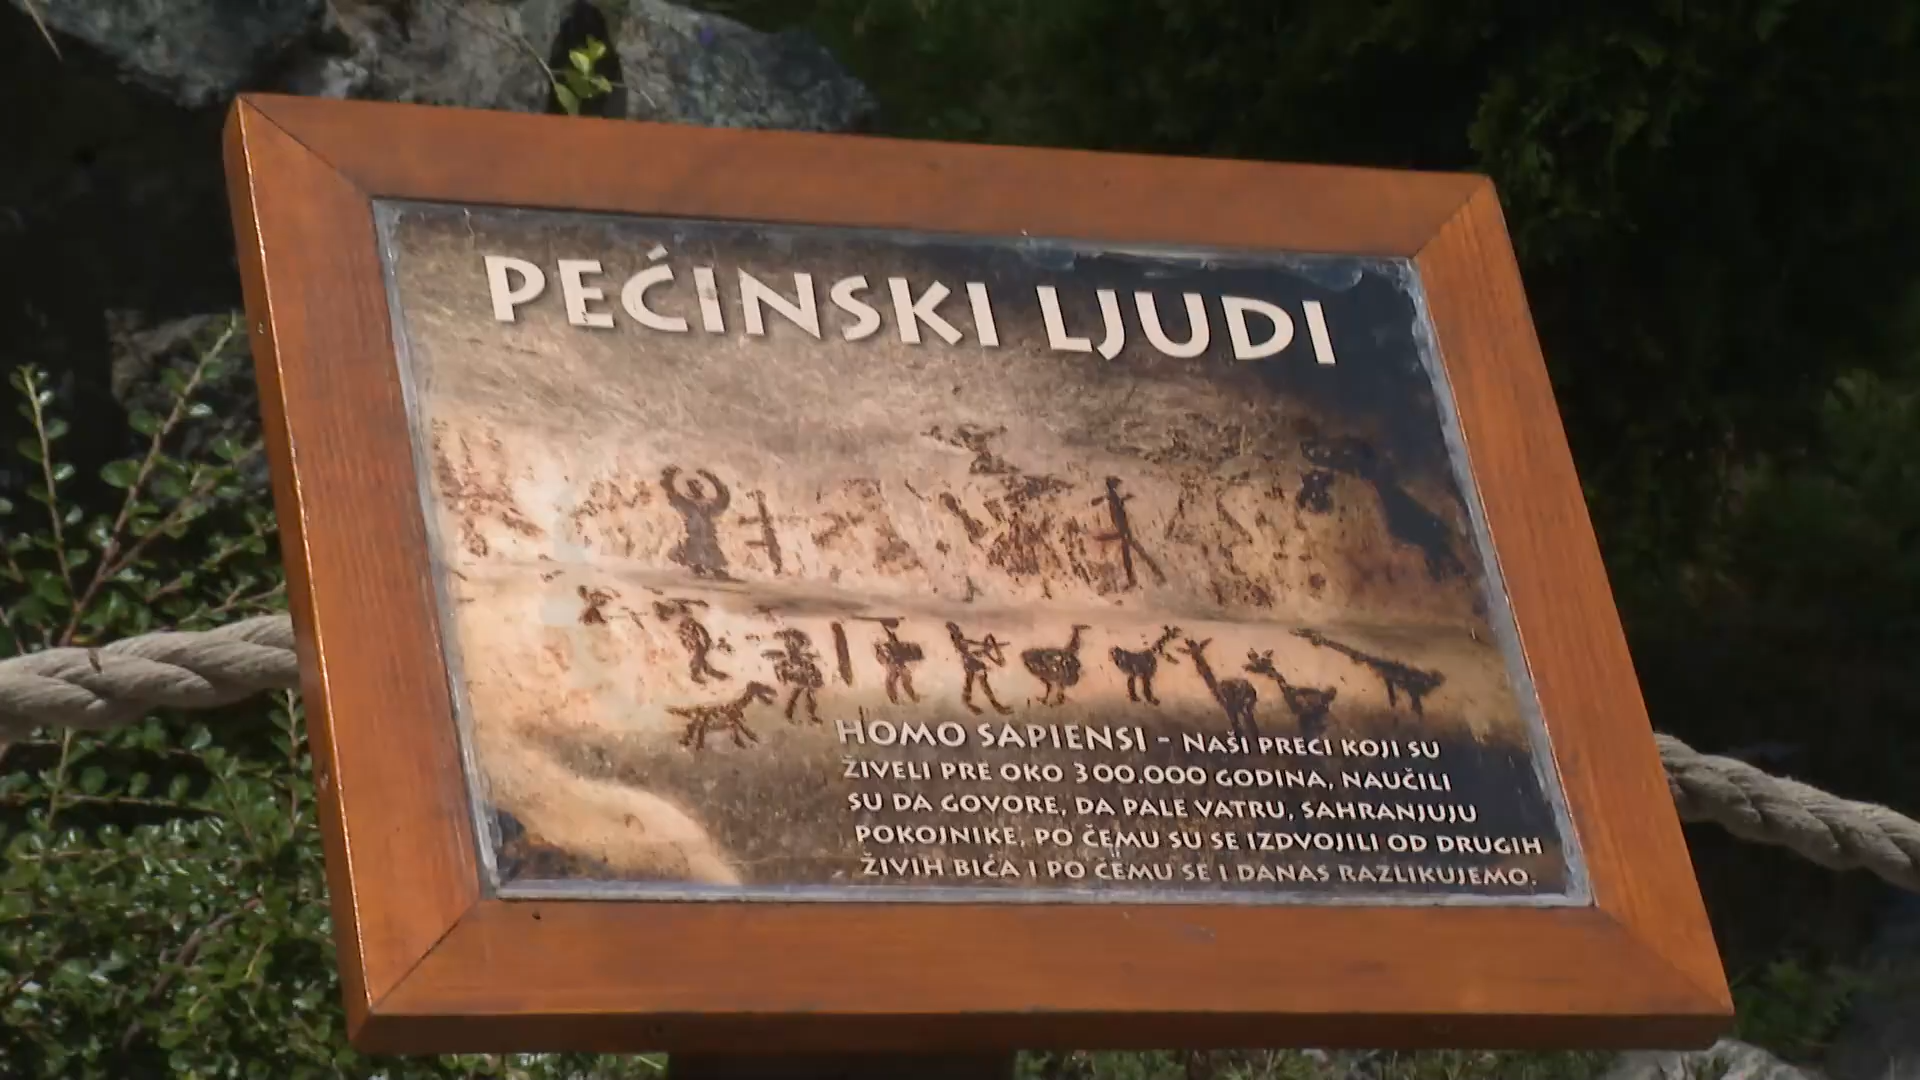 PEĆINSKI LJUDI
HOMO SAPIENSI - NAŠI PRECI KOJI SU
ŽIVELI PRE OKO 300.000 GODINA, NAUČILI
SU DA GOVORE, DA PALE VATRU, SAHRANJUJU
POKOJNIKE, PO ČEMU SU SE IZDVOJILI OD DRUGIH
ŽIVIH BIĆA I PO ČEMU SE I DANAS RAZLIKUJEMO.